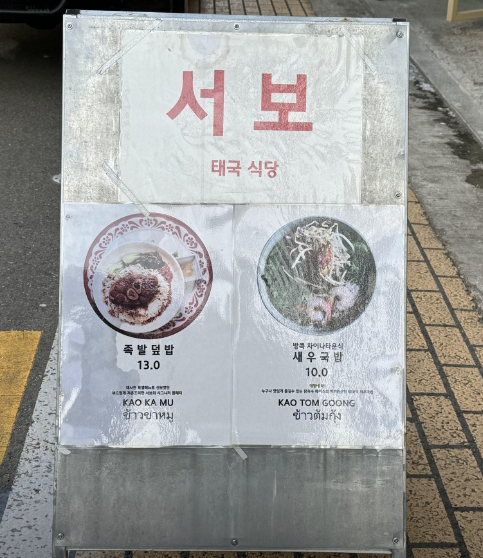 서보
태국 식당
족발덮밥
13.0
KAO KA MU
ข้าวขาหมู
방콕 차이나타운식
새우국밥
10.0
KAO TOM GOONG
ข้าวต้มกุ้ง